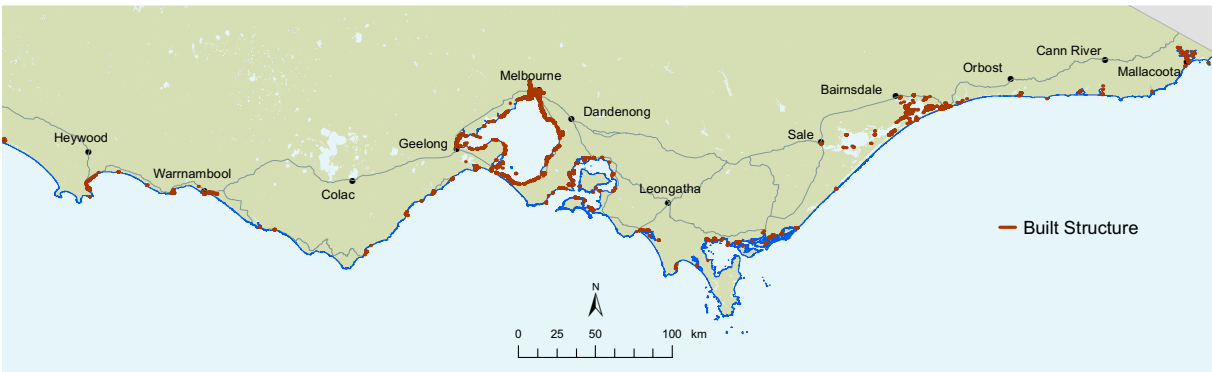 Cann River
Orbost
Mallacoota
Melbourne
Bairnsdale
Dandenong
Heywood
Geelong
Sale
Warrnambool
Leongatha
Colac
Built Structure
N
0 25 50 100 km